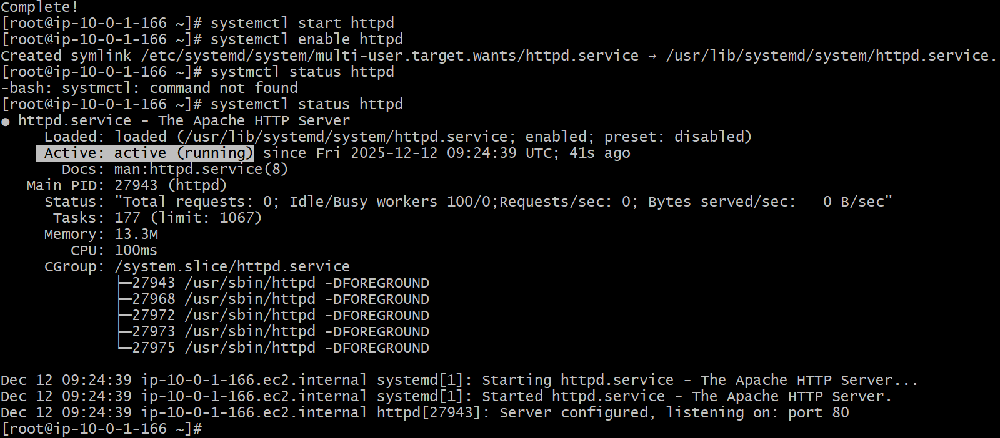 Complete!
[root@ip-10-0-1-166 ~]# systemctl start httpd
[root@ip-10-0-1-166 ~]# systemctl enable httpd
Created symlink /etc/systemd/system/multi-user.target.wants/httpd.service → /usr/lib/systemd/system/httpd.service.
[root@ip-10-0-1-166 ~]# systmctl status httpd
-bash: systmctl: command not found
[root@ip-10-0-1-166 ~]# systemctl status httpd
● httpd.service - The Apache HTTP Server
     Loaded: loaded (/usr/lib/systemd/system/httpd.service; enabled; preset: disabled)
     Active: active (running) since Fri 2025-12-12 09:24:39 UTC; 41s ago
       Docs: man:httpd.service(8)
   Main PID: 27943 (httpd)
     Status: "Total requests: 0; Idle/Busy workers 100/0;Requests/sec: 0; Bytes served/sec:   0 B/sec"
      Tasks: 177 (limit: 1067)
     Memory: 13.3M
        CPU: 100ms
     CGroup: /system.slice/httpd.service
             ├─27943 /usr/sbin/httpd -DFOREGROUND
             ├─27968 /usr/sbin/httpd -DFOREGROUND
             ├─27972 /usr/sbin/httpd -DFOREGROUND
             ├─27973 /usr/sbin/httpd -DFOREGROUND
             └─27975 /usr/sbin/httpd -DFOREGROUND

Dec 12 09:24:39 ip-10-0-1-166.ec2.internal systemd[1]: Starting httpd.service - The Apache HTTP Server...
Dec 12 09:24:39 ip-10-0-1-166.ec2.internal systemd[1]: Started httpd.service - The Apache HTTP Server.
Dec 12 09:24:39 ip-10-0-1-166.ec2.internal httpd[27943]: Server configured, listening on: port 80
[root@ip-10-0-1-166 ~]#